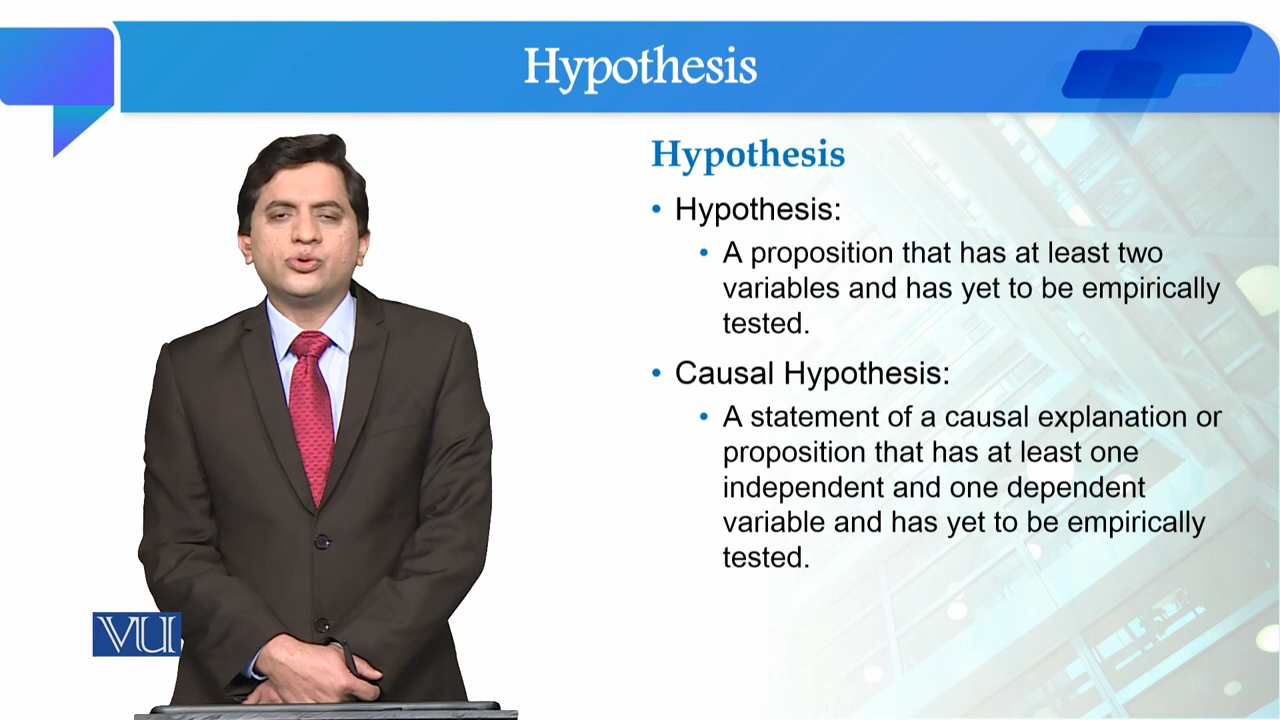 Hypothesis
Hypothesis
• Hypothesis:
• A proposition that has at least two
variables and has yet to be empirically
tested.
• Causal Hypothesis:
• A statement of a causal explanation or
proposition that has at least one
independent and one dependent
variable and has yet to be empirically
tested.
VU